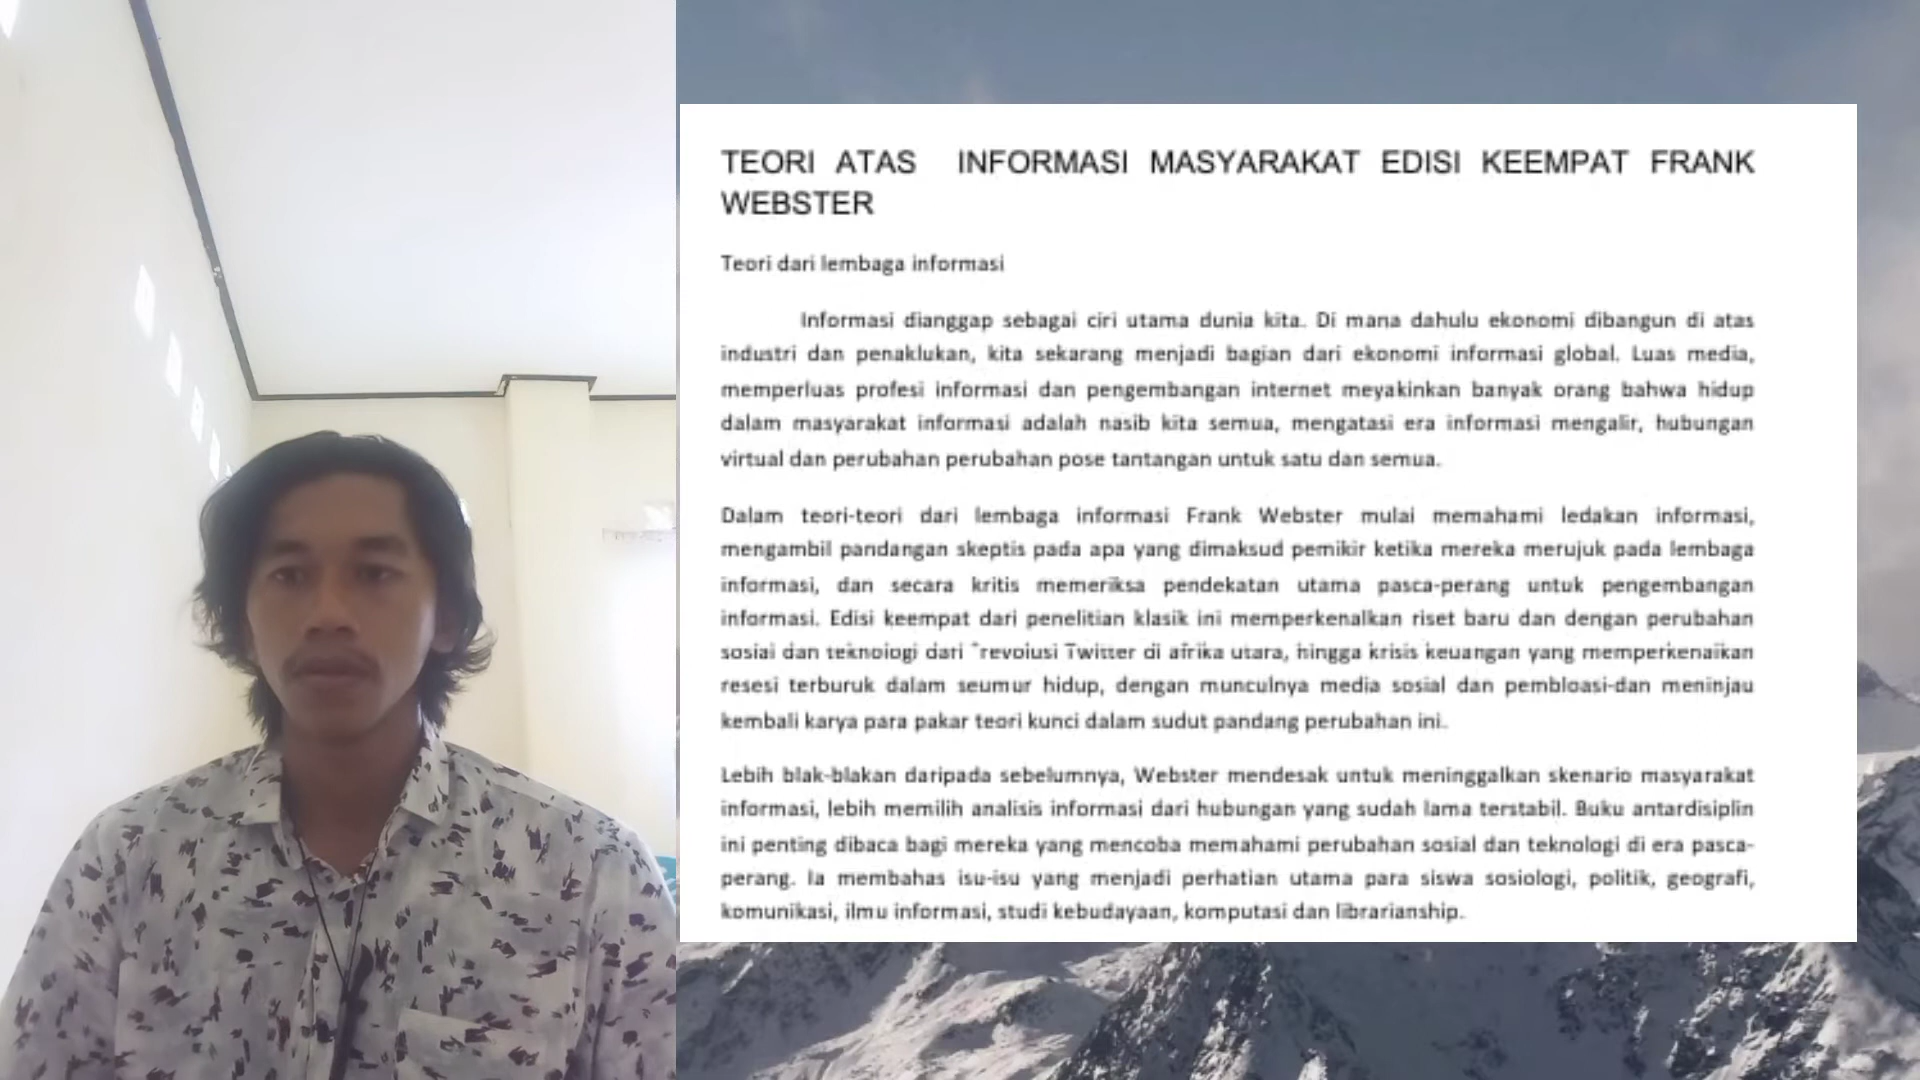 TEORI ATAS INFORMASI MASYARAKAT EDISI KEEMPAT FRANK
WEBSTER
Teori dari lembaga informasi
Informasi dianggap sebagai ciri utama dunia kita. Di mana dahulu ekonomi dibangun di atas
industri dan penaklukan, kita sekarang menjadi bagian dari ekonomi informasi global. Luas media,
memperluas profesi informasi dan pengembangan internet meyakinkan banyak orang bahwa hidup
dalam masyarakat informasi adalah nasib kita semua, mengatasi era informasi mengalir, hubungan
virtual dan perubahan perubahan pose tantangan untuk satu dan semua.
Dalam teori-teori dari lembaga informasi Frank Webster mulai memahami ledakan informasi,
mengambil pandangan skeptis pada apa yang dimaksud pemikir ketika mereka merujuk pada lembaga
informasi, dan secara kritis memeriksa pendekatan utama pasca-perang untuk pengembangan
informasi. Edisi keempat dari penelitian klasik ini memperkenalkan riset baru dan dengan perubahan
sosial dan teknologi dari "revolusi Twitter di afrika utara, hingga krisis keuangan yang memperkenalkan
resesi terburuk dalam seumur hidup, dengan munculnya media sosial dan pembloasi-dan meninjau
kembali karya para pakar teori kunci dalam sudut pandang perubahan ini.
Lebih blak-blakan daripada sebelumnya, Webster mendesak untuk meninggalkan skenario masyarakat
informasi, lebih memilih analisis informasi dari hubungan yang sudah lama terstabil. Buku antardisiplin
ini penting dibaca bagi mereka yang mencoba memahami perubahan sosial dan teknologi di era pasca-
perang. Ia membahas isu-isu yang menjadi perhatian utama para siswa sosiologi, politik, geografi,
komunikasi, ilmu informasi, studi kebudayaan, komputasi dan librarianship.